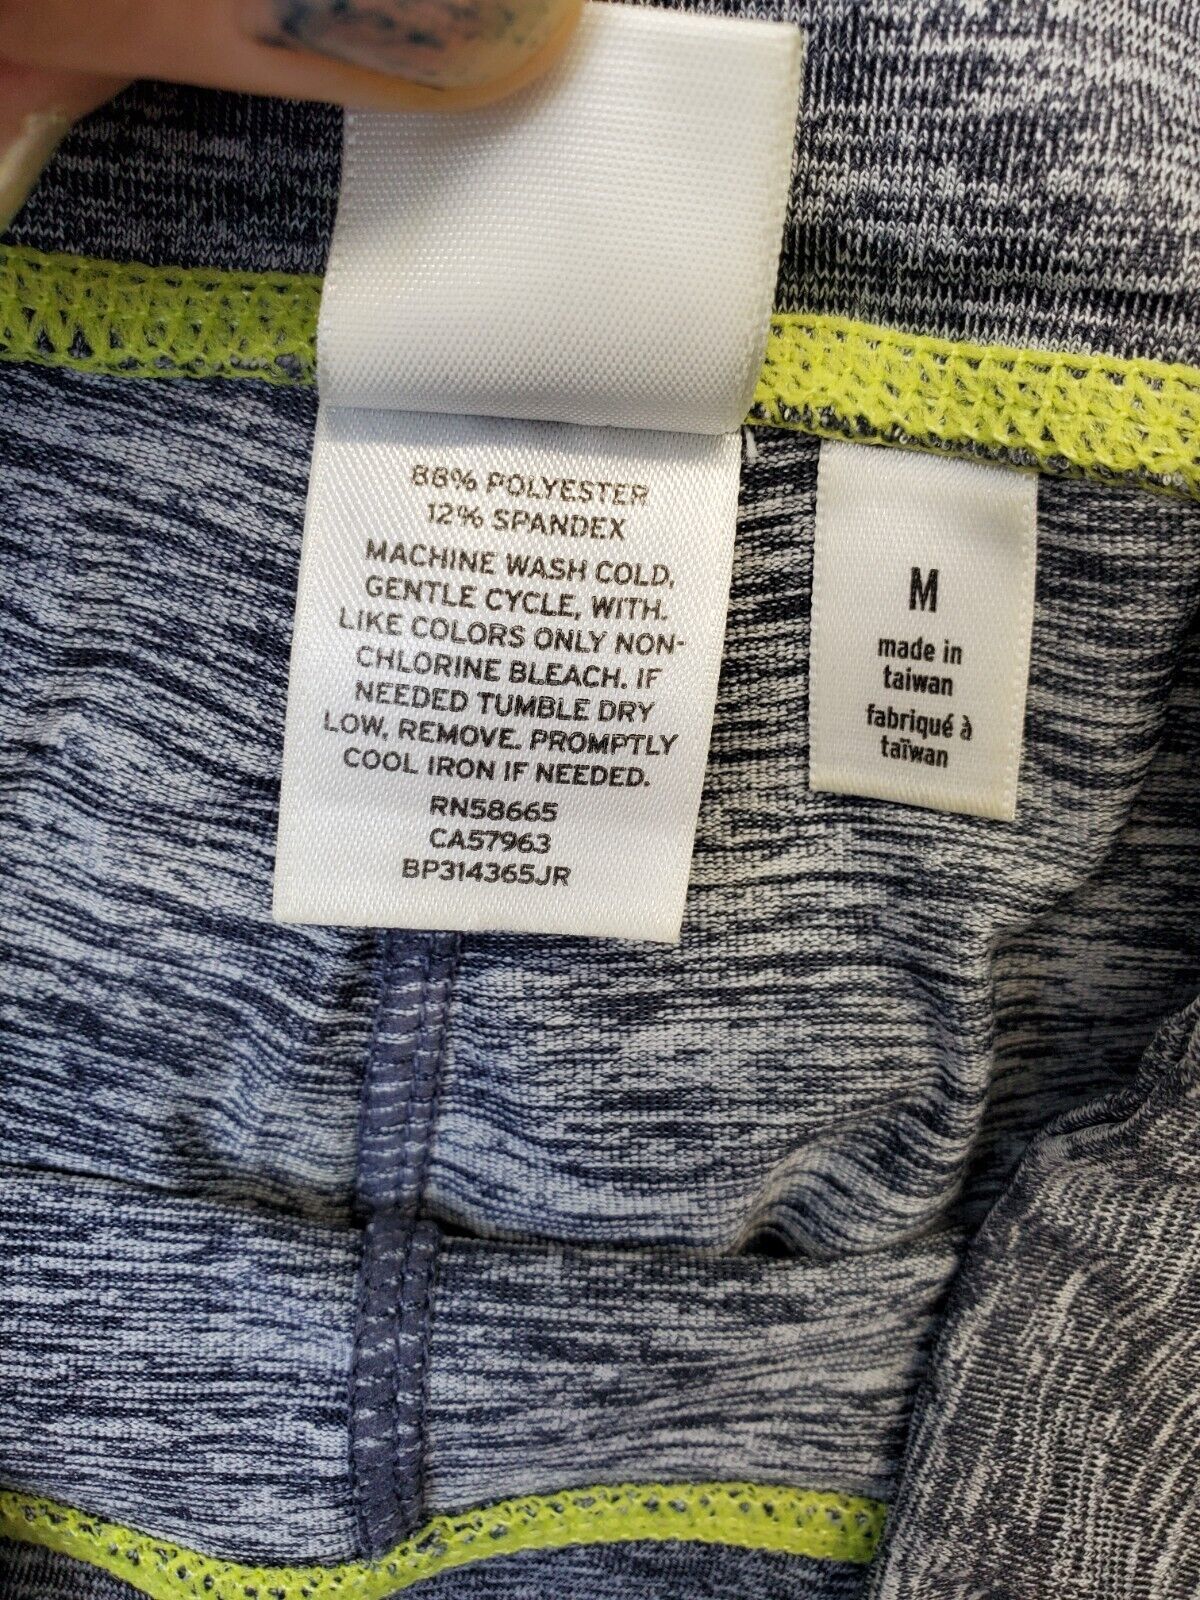 88% POLYESTER
12% SPANDEX
MACHINE WASH COLD,
GENTLE CYCLE, WITH.
LIKE COLORS ONLY NON-
CHLORINE BLEACH. IF
NEEDED TUMBLE DRY
LOW, REMOVE. PROMPTLY
COOL IRON IF NEEDED.
RN58665
CA57963
BP314365JR
M
made in
taiwan
fabriqué à
taïwan